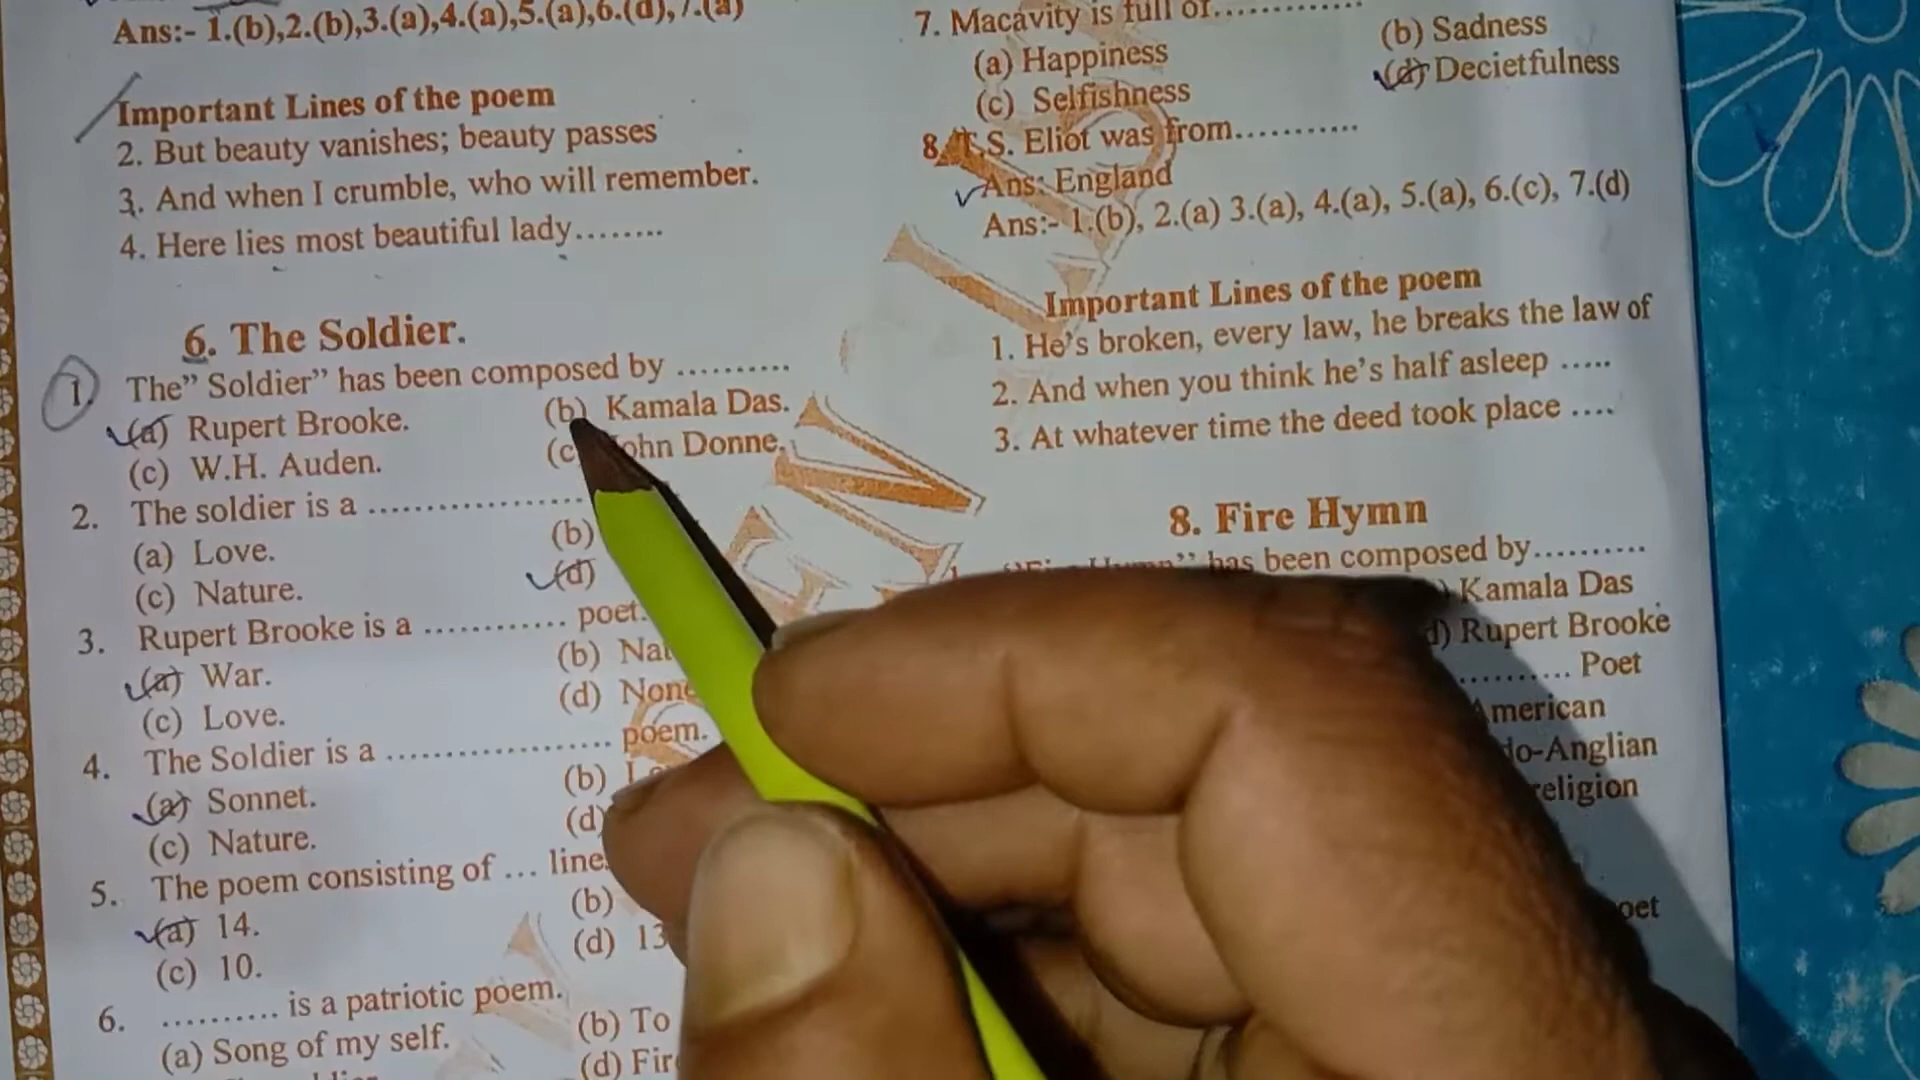 Ans:- 1.(b),2.(b),3.(a),4.(a),5.(a),6.(d),7.(a)
Important Lines of the poem
2. But beauty vanishes; beauty passes
3. And when I crumble, who will remember.
4. Here lies most beautiful lady........
6. The Soldier.
1. The” Soldier” has been composed by ..........
(a) Rupert Brooke. (b) Kamala Das.
(c) W.H. Auden. (c John Donne.
2. The soldier is a ......................
(a) Love. (b)
(c) Nature. (d)
3. Rupert Brooke is a ............ poet.
(a) War. (b)
(c) Love. (d) None
4. The Soldier is a ................... poem.
(a) Sonnet. (b)
(c) Nature. (d)
5. The poem consisting of ... line
(a) 14. (b)
(c) 10. (d) 13
6. .......... is a patriotic poem.
(a) Song of my self. (b) To
(d)
7. Macavity is full of..............
(a) Happiness (b) Sadness
(c) Selfishness (d) Decietfulness
8. T.S. Eliot was from...........
Ans: England
Ans:- 1.(b), 2.(a) 3.(a), 4.(a), 5.(a), 6.(c), 7.(d)
Important Lines of the poem
1. He’s broken, every law, he breaks the law of
2. And when you think he’s half asleep .....
3. At whatever time the deed took place ....
8. Fire Hymn
has been composed by..........
Kamala Das
d) Rupert Brooke
........... Poet
American
do-Anglian
religion
oet